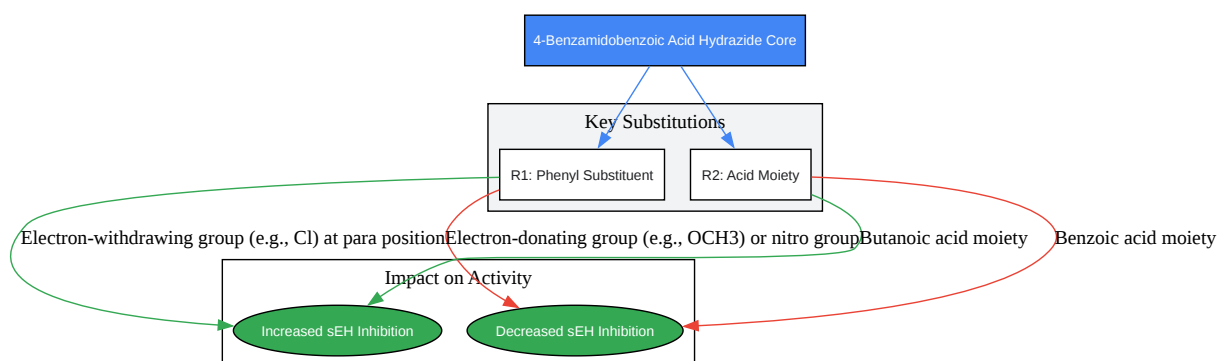 4-Benzamidobenzoic Acid Hydrazide Core
Key Substitutions
R1: Phenyl Substituent
R2: Acid Moiety
Electron-withdrawing group (e.g., Cl) at para position
Electron-donating group (e.g., OCH3) or nitro group
Butanoic acid moiety
Benzoic acid moiety
Impact on Activity
Increased sEH Inhibition
Decreased sEH Inhibition